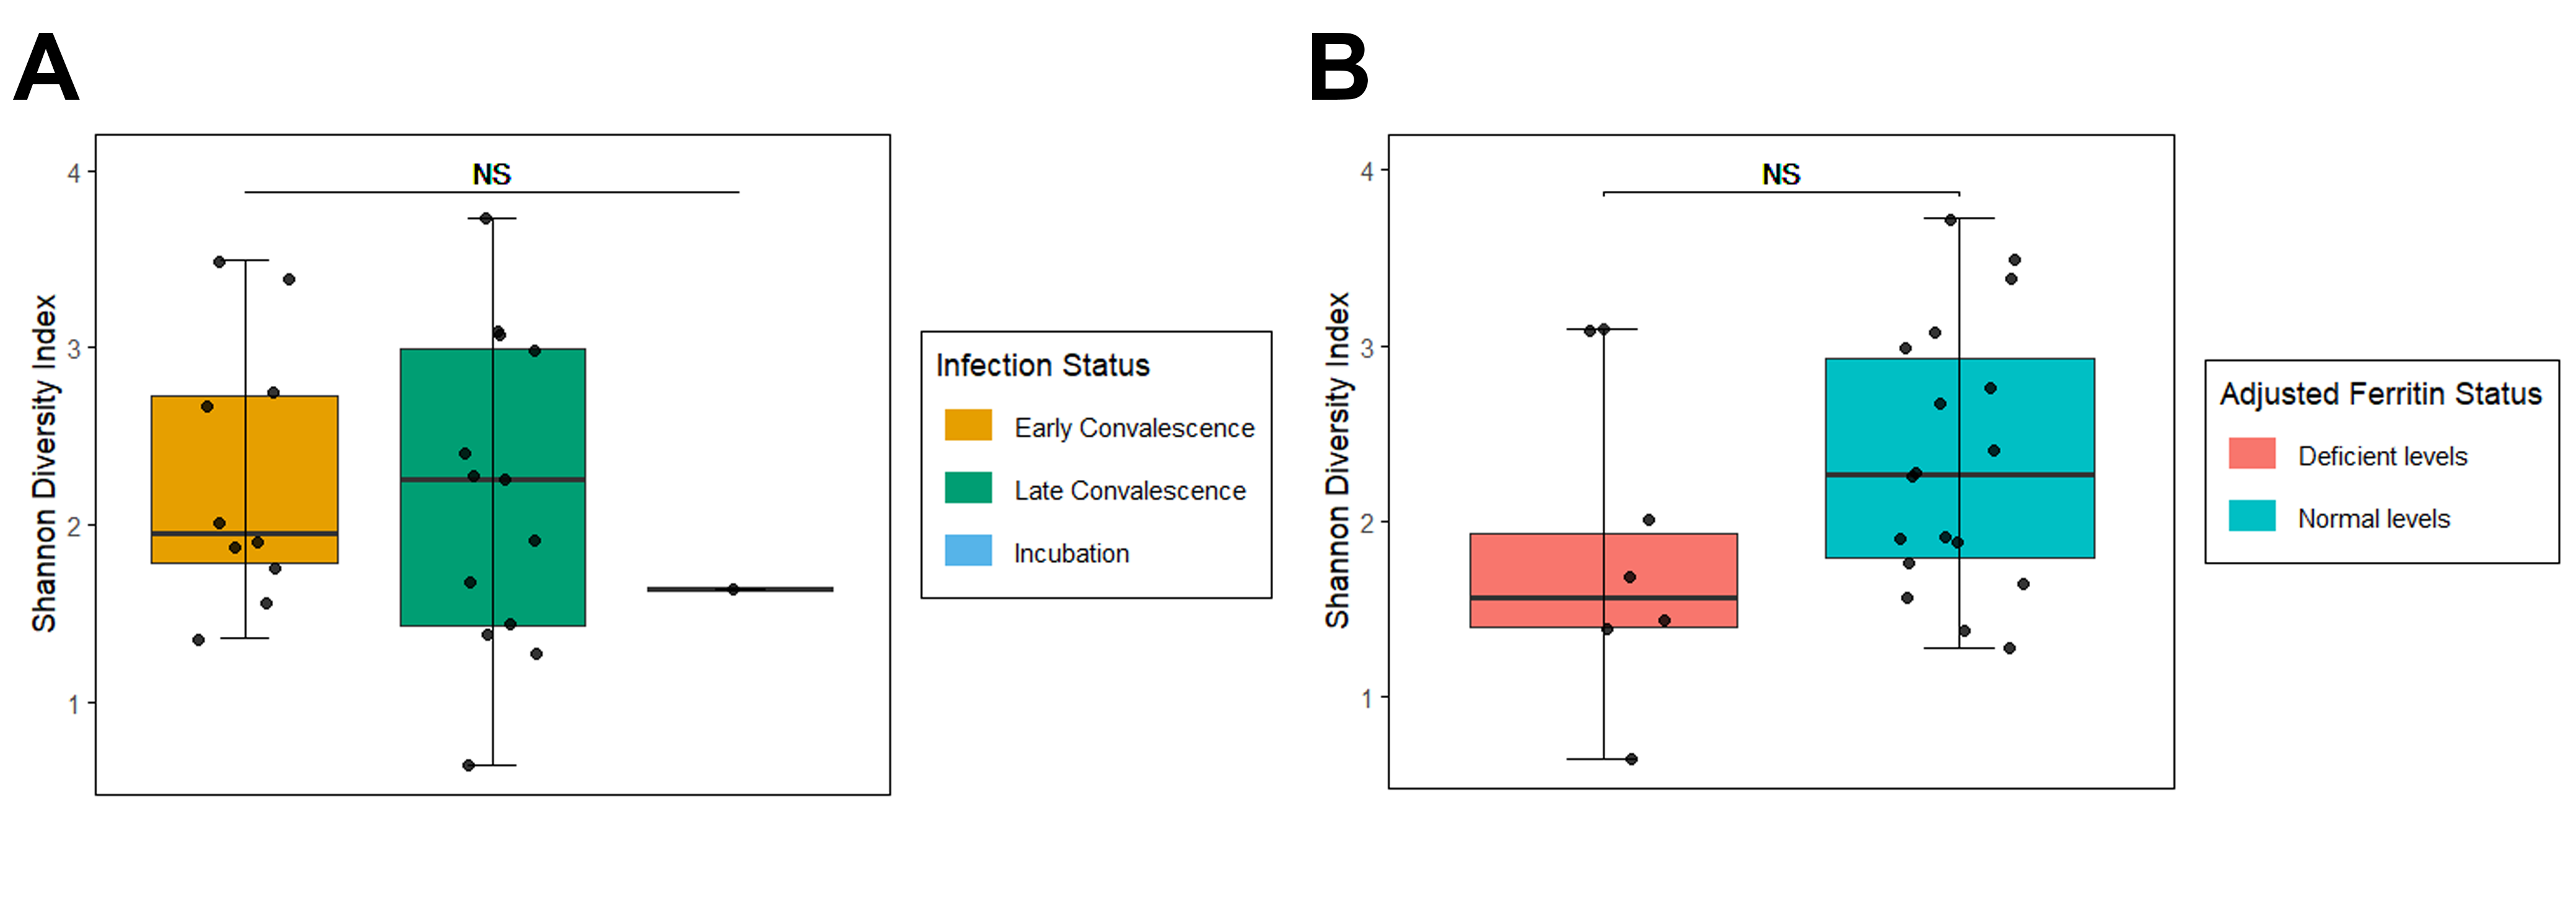 A
B
Shannon Diversity Index
4
3
2
1
NS
Infection Status
Early Convalescence
Late Convalescence
Incubation
Shannon Diversity Index
4
3
2
1
NS
Adjusted Ferritin Status
Deficient levels
Normal levels